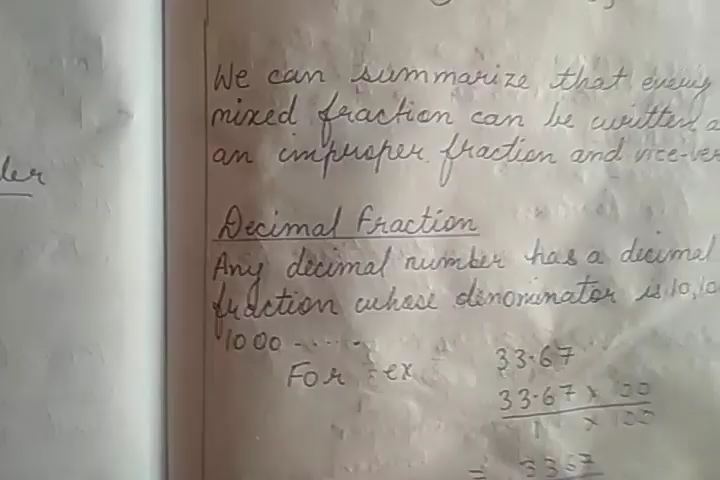 We can summarize, that every
mixed fraction can be written a
an improper fraction and vice-ver
der
Decimal Fraction
Any decimal number has a decimal
fraction whose denominator is 10, 10
1000 ......
For - ex 33.67
33.67 x 100
1 x 100
= 3367